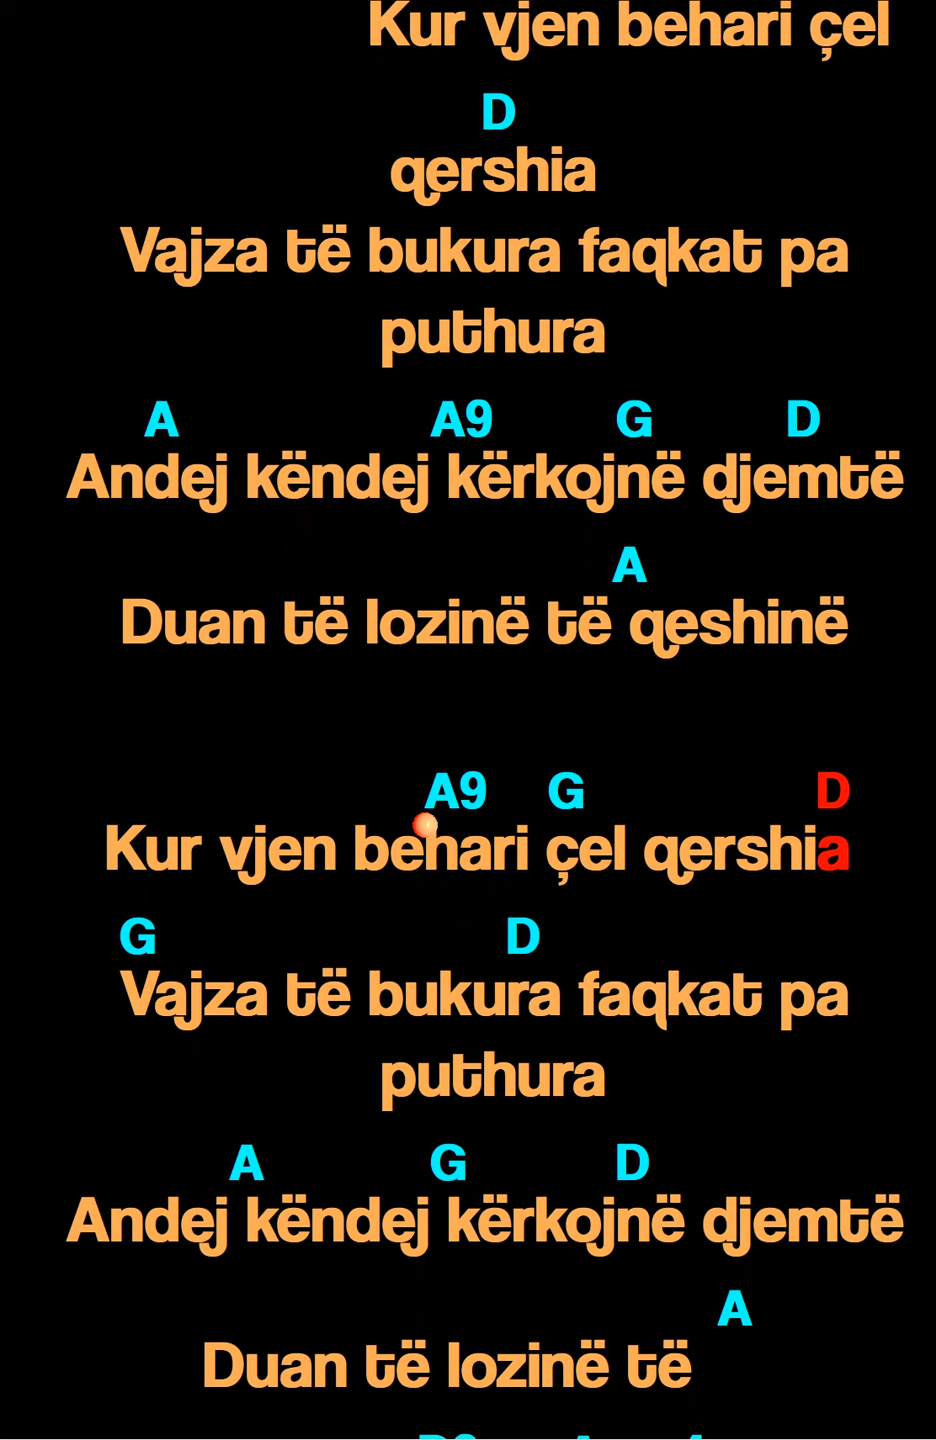 Kur vjen behari çel
D
qershia
Vajza të bukura faqkat pa
puthura
A A9 G D
Andej këndej kërkojnë djemtë
A
Duan të lozinë të qeshinë
A9 G D
Kur vjen behari çel qershia
G D
Vajza të bukura faqkat pa
puthura
A G D
Andej këndej kërkojnë djemtë
A
Duan të lozinë të